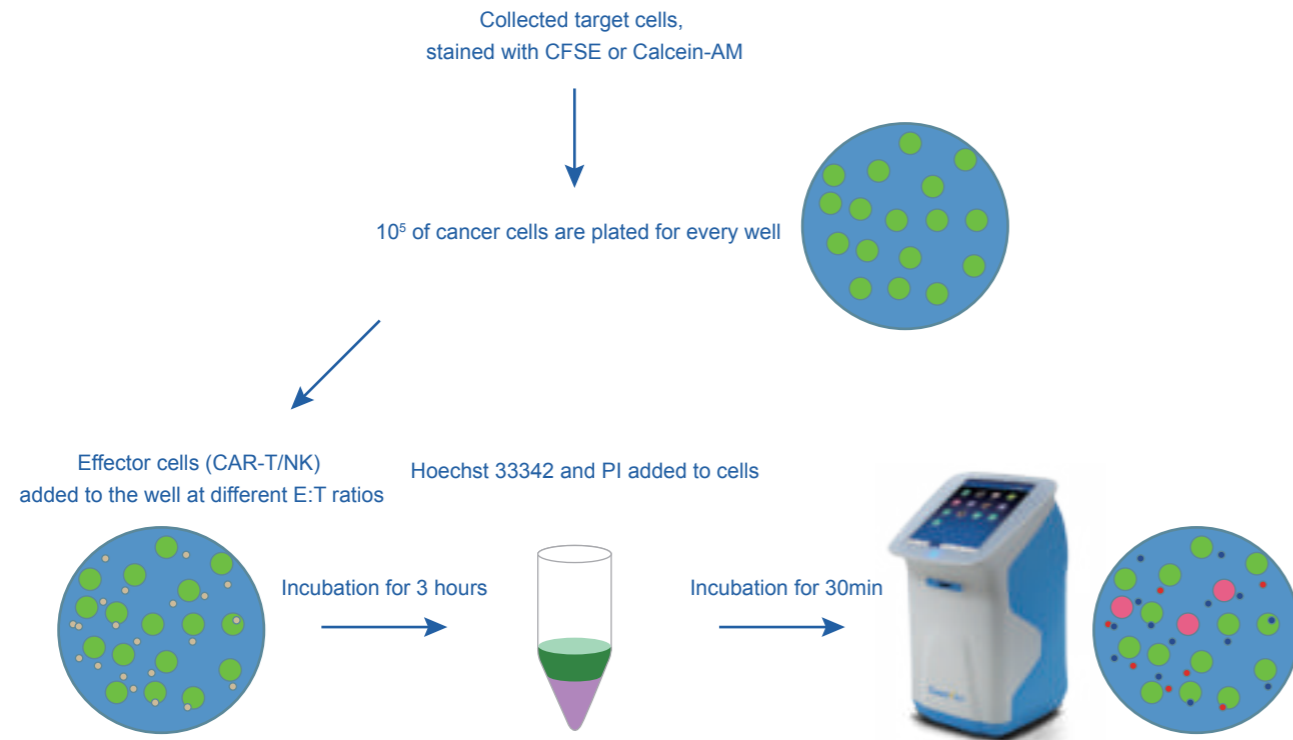 Collected target cells,
stained with CFSE or Calcein-AM
10⁵ of cancer cells are plated for every well
Effector cells (CAR-T/NK)
added to the well at different E:T ratios
Incubation for 3 hours
Hoechst 33342 and PI added to cells
Incubation for 30min